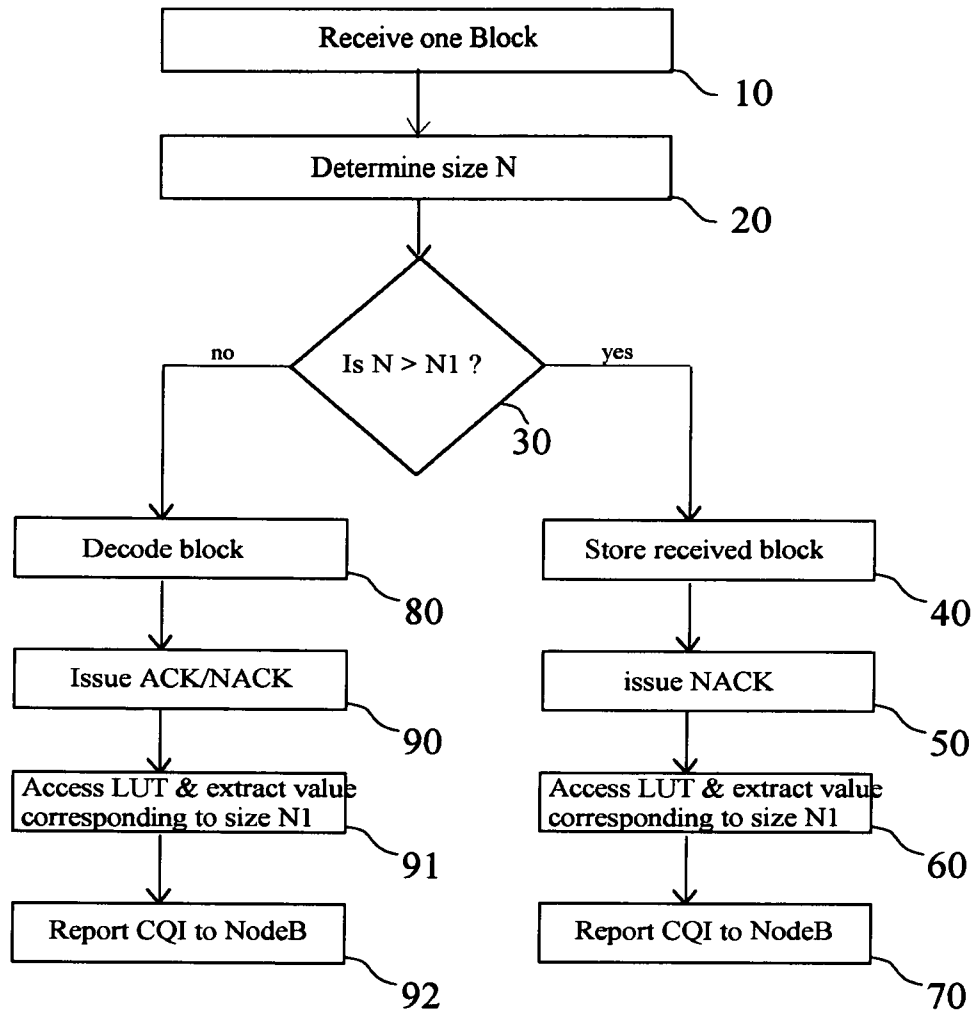 Receive one Block
10
Determine size N
20
Is N > N1 ?
no
yes
30
Decode block
80
Store received block
40
Issue ACK/NACK
90
issue NACK
50
Access LUT & extract value
corresponding to size N1
91
Access LUT & extract value
corresponding to size N1
60
Report CQI to NodeB
92
Report CQI to NodeB
70